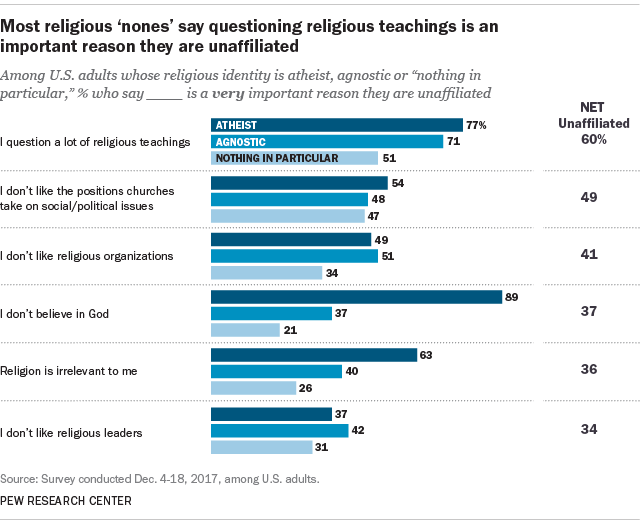 Most religious ‘nones’ say questioning religious teachings is an
important reason they are unaffiliated
Among U.S. adults whose religious identity is atheist, agnostic or “nothing in
particular,” % who say ____ is a very important reason they are unaffiliated
NET
Unaffiliated
I question a lot of religious teachings
ATHEIST 77%
AGNOSTIC 71
NOTHING IN PARTICULAR 51
60%
I don’t like the positions churches
take on social/political issues
54
48
47
49
I don’t like religious organizations
49
51
34
41
I don’t believe in God
89
37
21
37
Religion is irrelevant to me
63
40
26
36
I don’t like religious leaders
37
42
31
34
Source: Survey conducted Dec. 4-18, 2017, among U.S. adults.
PEW RESEARCH CENTER